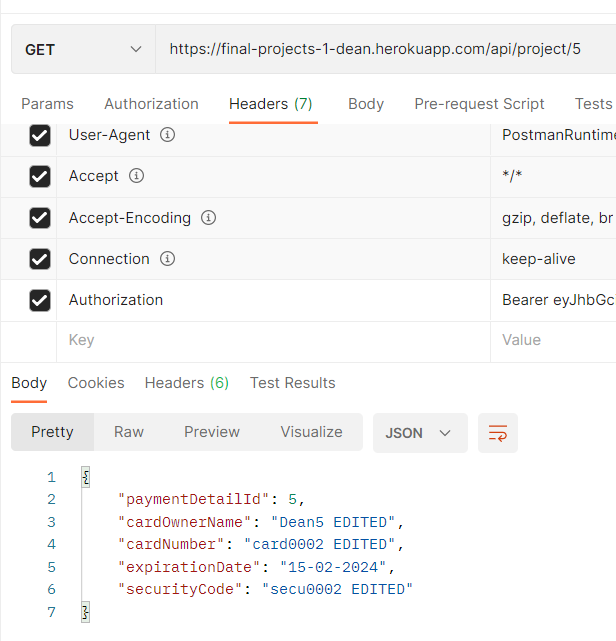 GET https://final-projects-1-dean.herokuapp.com/api/project/5
Params Authorization Headers (7) Body Pre-request Script Tests
User-Agent PostmanRuntime
Accept */*
Accept-Encoding gzip, deflate, br
Connection keep-alive
Authorization Bearer eyJhbGc
Key Value
Body Cookies Headers (6) Test Results
Pretty Raw Preview Visualize JSON
1 {
2 "paymentDetailId": 5,
3 "cardOwnerName": "Dean5 EDITED",
4 "cardNumber": "card0002 EDITED",
5 "expirationDate": "15-02-2024",
6 "securityCode": "secu0002 EDITED"
7 }